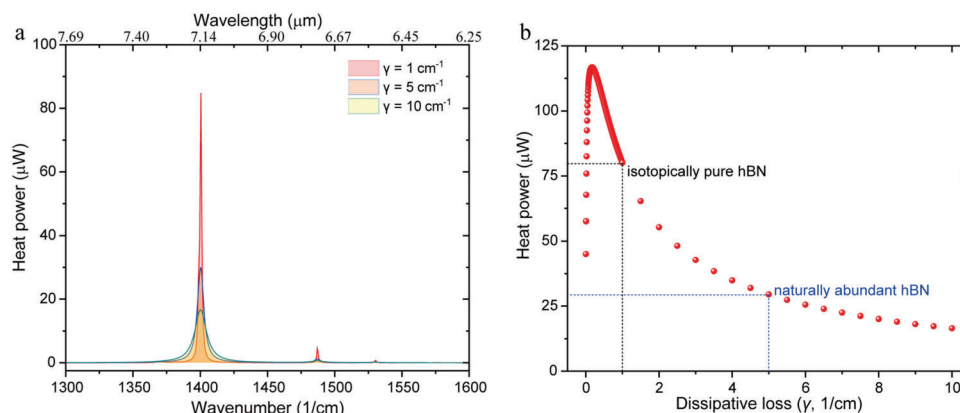 a
Wavelength (μm)
7.69 7.40 7.14 6.90 6.67 6.45 6.25
100
80
60
40
20
0
Heat power (μW)
γ = 1 cm⁻¹
γ = 5 cm⁻¹
γ = 10 cm⁻¹
1300 1350 1400 1450 1500 1550 1600
Wavenumber (1/cm)
b
125
100
75
50
25
0
Heat power (μW)
isotopically pure hBN
naturally abundant hBN
0 2 4 6 8 10
Dissipative loss (γ, 1/cm)